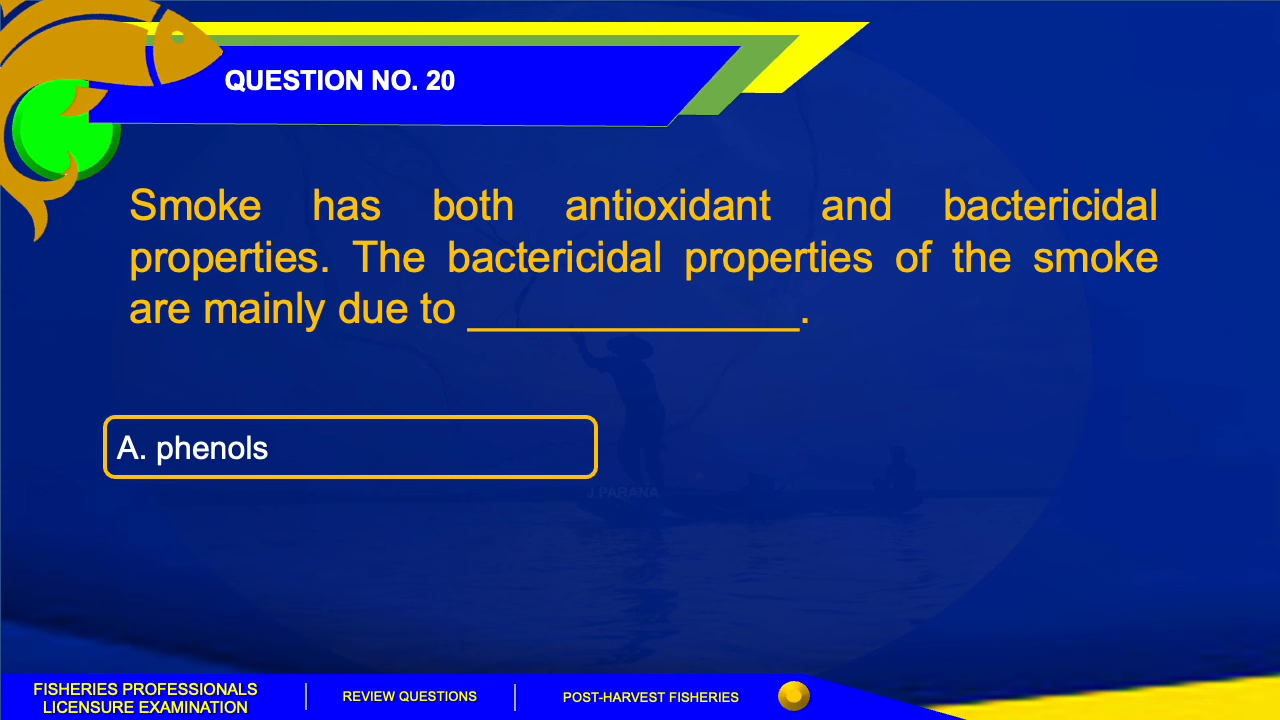 QUESTION NO. 20
Smoke has both antioxidant and bactericidal
properties. The bactericidal properties of the smoke
are mainly due to ______________.
A. phenols
J.PARANA
FISHERIES PROFESSIONALS
LICENSURE EXAMINATION
REVIEW QUESTIONS
POST-HARVEST FISHERIES